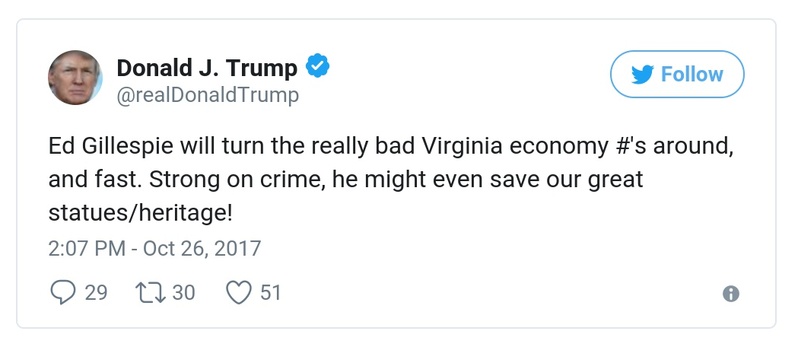 Donald J. Trump
@realDonaldTrump
Follow
Ed Gillespie will turn the really bad Virginia economy #'s around,
and fast. Strong on crime, he might even save our great
statues/heritage!
2:07 PM - Oct 26, 2017
29 30 51